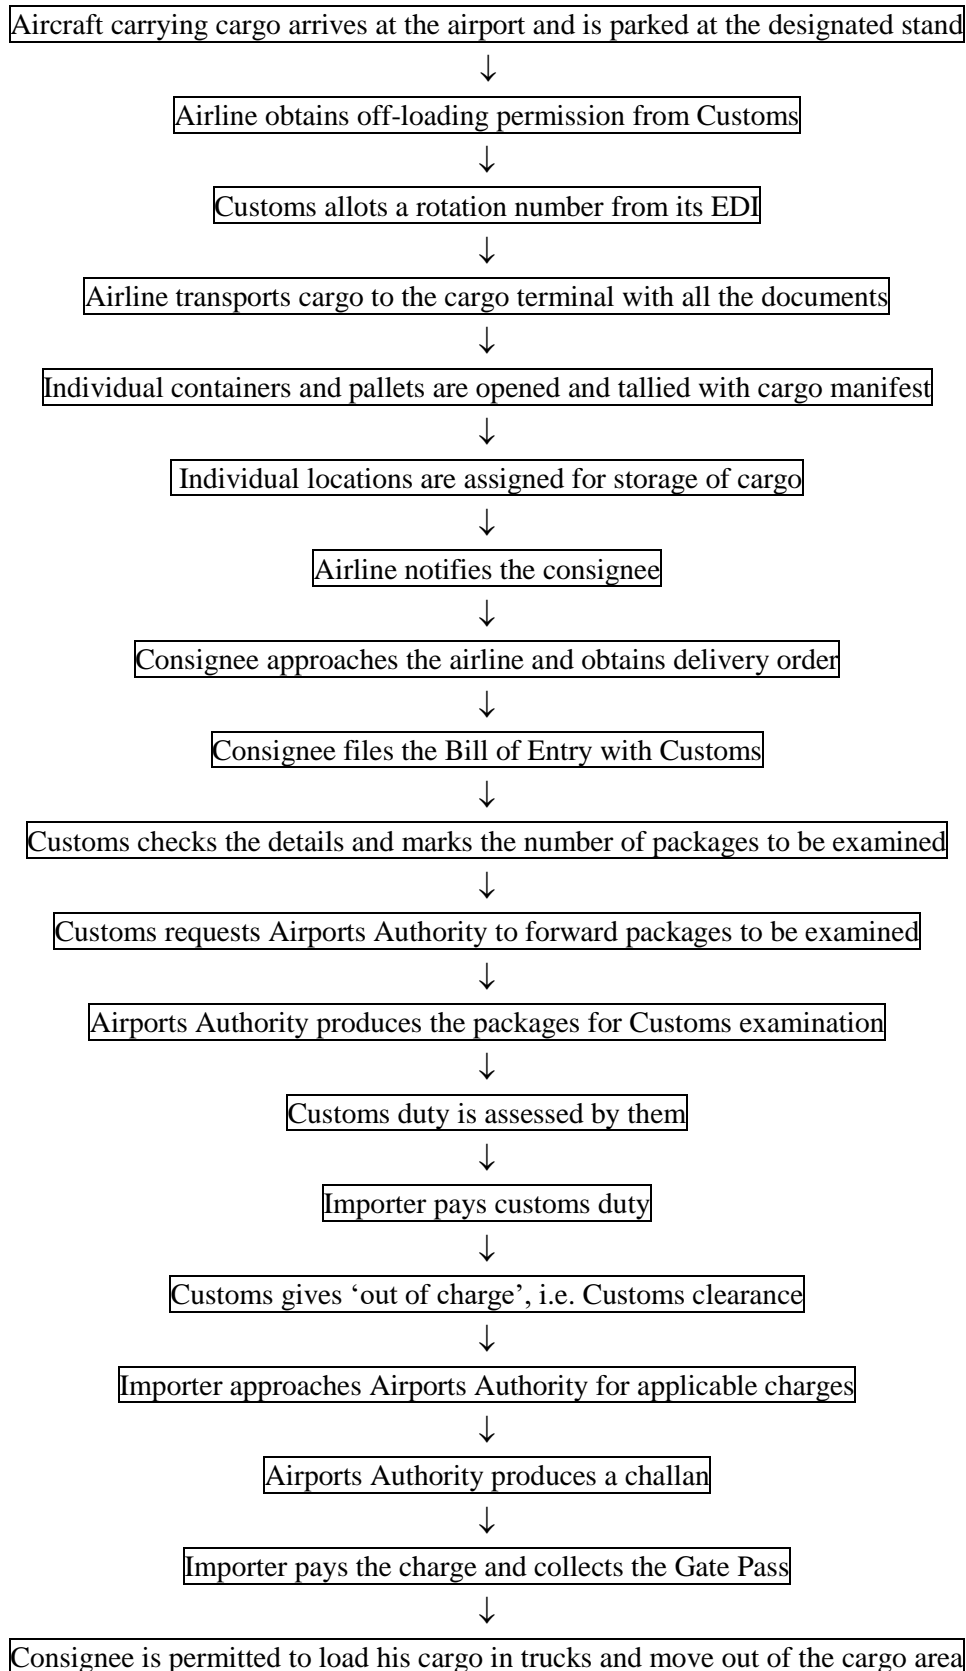 Aircraft carrying cargo arrives at the airport and is parked at the designated stand
↓
Airline obtains off-loading permission from Customs
↓
Customs allots a rotation number from its EDI
↓
Airline transports cargo to the cargo terminal with all the documents
↓
Individual containers and pallets are opened and tallied with cargo manifest
↓
Individual locations are assigned for storage of cargo
↓
Airline notifies the consignee
↓
Consignee approaches the airline and obtains delivery order
↓
Consignee files the Bill of Entry with Customs
↓
Customs checks the details and marks the number of packages to be examined
↓
Customs requests Airports Authority to forward packages to be examined
↓
Airports Authority produces the packages for Customs examination
↓
Customs duty is assessed by them
↓
Importer pays customs duty
↓
Customs gives ‘out of charge’, i.e. Customs clearance
↓
Importer approaches Airports Authority for applicable charges
↓
Airports Authority produces a challan
↓
Importer pays the charge and collects the Gate Pass
↓
Consignee is permitted to load his cargo in trucks and move out of the cargo area